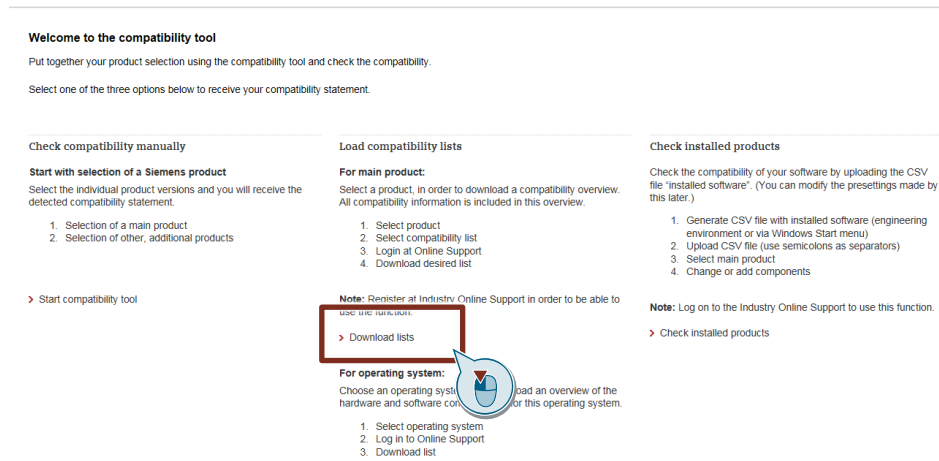 Welcome to the compatibility tool
Put together your product selection using the compatibility tool and check the compatibility.
Select one of the three options below to receive your compatibility statement.
Check compatibility manually
Start with selection of a Siemens product
Select the individual product versions and you will receive the
detected compatibility statement.
1. Selection of a main product
2. Selection of other, additional products
Start compatibility tool
Load compatibility lists
For main product:
Select a product, in order to download a compatibility overview.
All compatibility information is included in this overview.
1. Select product
2. Select compatibility list
3. Login at Online Support
4. Download desired list
Note: Register at Industry Online Support in order to be able to
use the function.
Download lists
For operating system:
Choose an operating an overview of the
hardware and software this operating system.
1. Select operating system
2. Log in to Online Support
3. Download list
Check installed products
Check the compatibility of your software by uploading the CSV
file "installed software". (You can modify the presettings made by
this later.)
1. Generate CSV file with installed software (engineering
environment or via Windows Start menu)
2. Upload CSV file (use semicolons as separators)
3. Select main product
4. Change or add components
Note: Log on to the Industry Online Support to use this function.
Check installed products